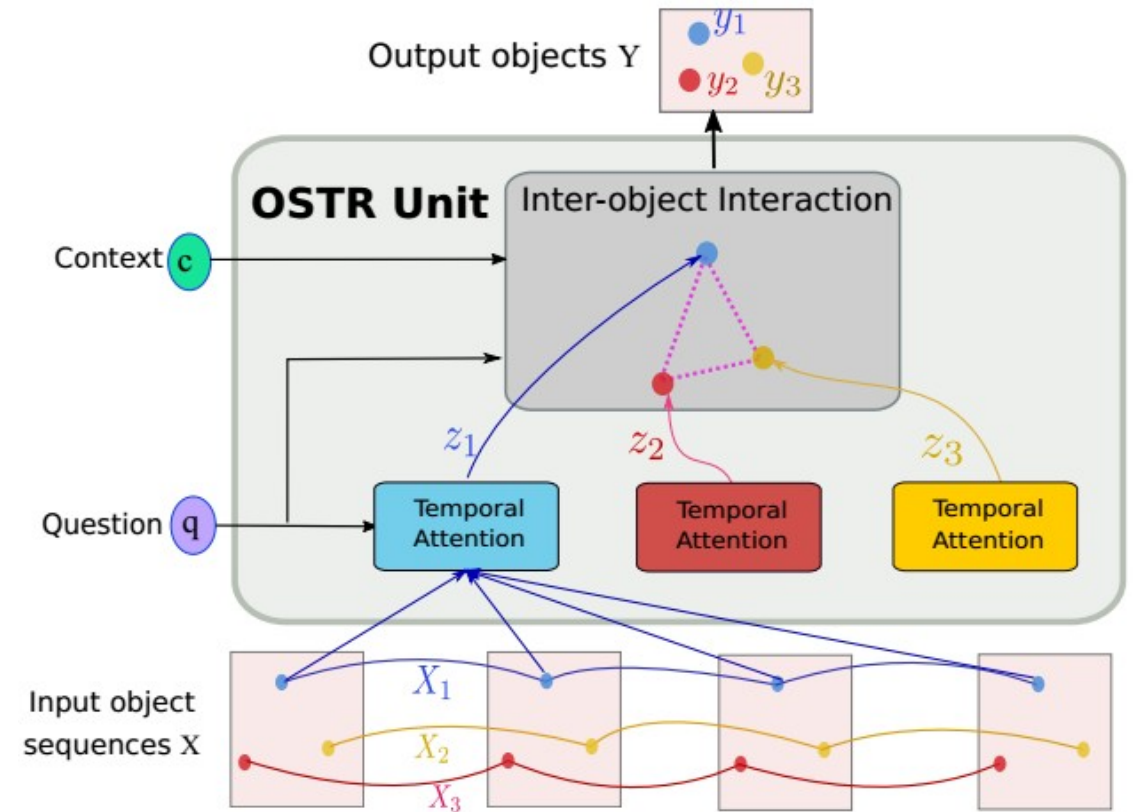 Output objects Y
y1
y2
y3
OSTR Unit
Inter-object Interaction
Context c
z1
z2
z3
Question q
Temporal
Attention
Temporal
Attention
Temporal
Attention
Input object
sequences X
X1
X2
X3